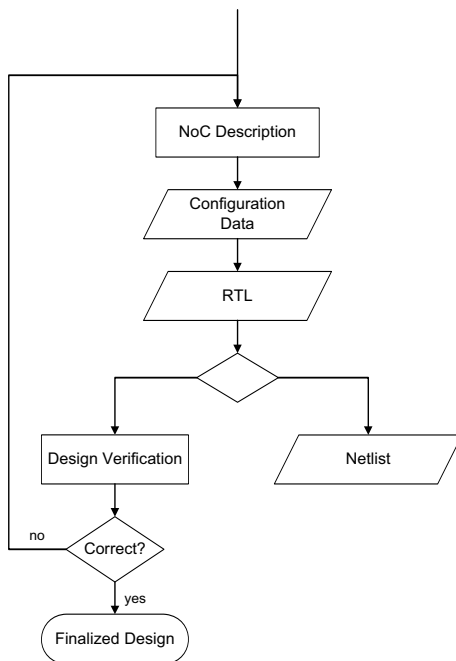 NoC Description
Configuration
Data
RTL
Design Verification
Netlist
no
Correct?
yes
Finalized Design